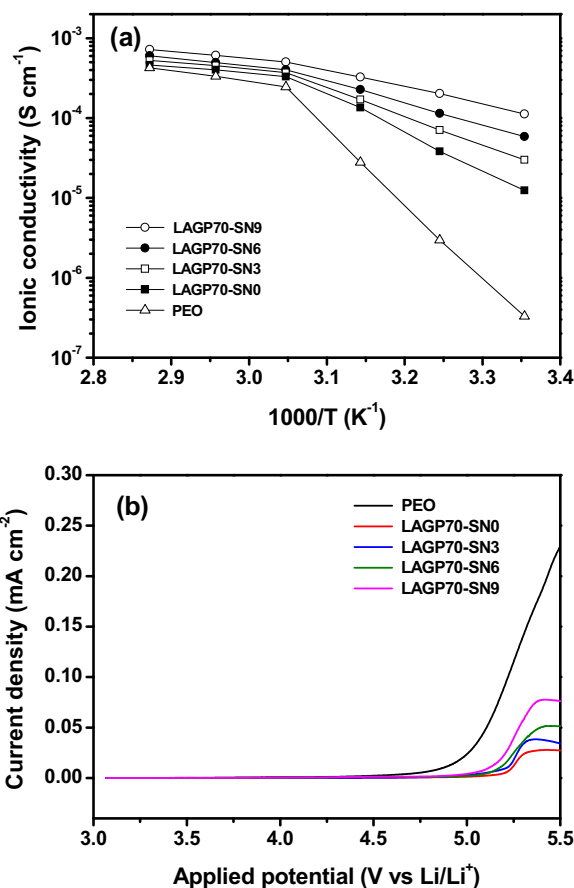 (a)
Ionic conductivity (S cm⁻¹)
10⁻³
10⁻⁴
10⁻⁵
10⁻⁶
10⁻⁷
LAGP70-SN9
LAGP70-SN6
LAGP70-SN3
LAGP70-SN0
PEO
2.8 2.9 3.0 3.1 3.2 3.3 3.4
1000/T (K⁻¹)
(b)
Current density (mA cm⁻²)
0.30
0.25
0.20
0.15
0.10
0.05
0.00
PEO
LAGP70-SN0
LAGP70-SN3
LAGP70-SN6
LAGP70-SN9
3.0 3.5 4.0 4.5 5.0 5.5
Applied potential (V vs Li/Li⁺)